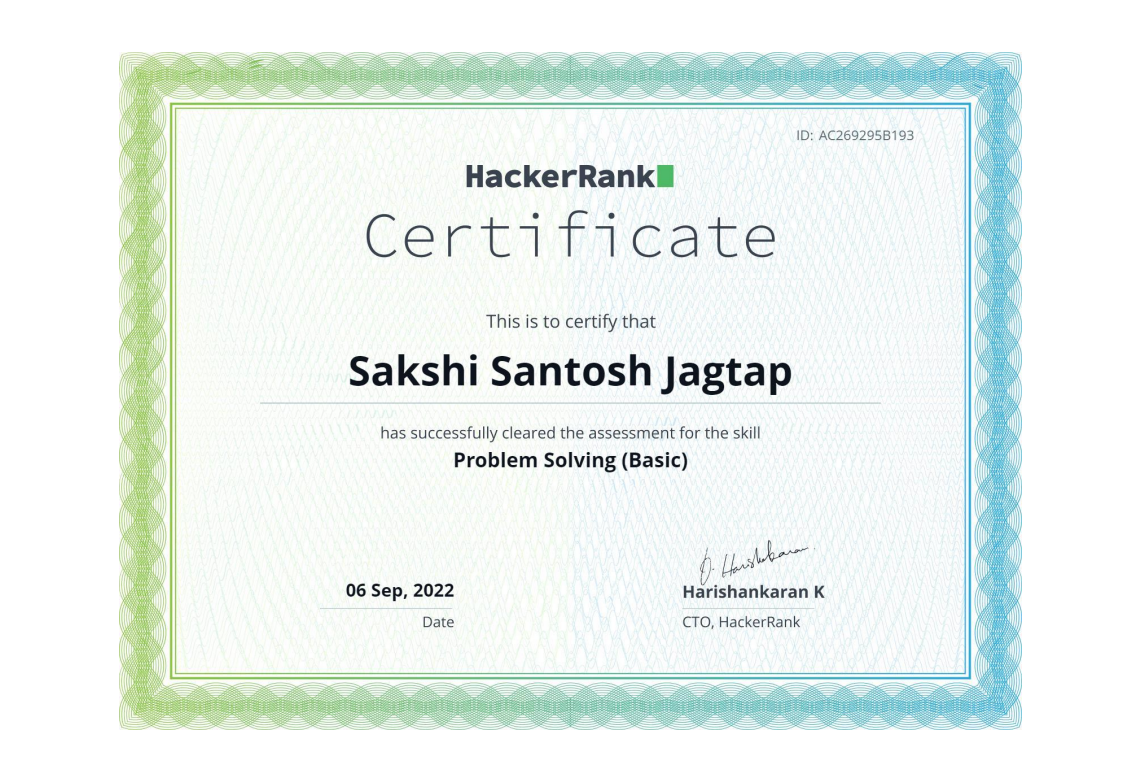 ID: AC269295B193
HackerRank
Certificate
This is to certify that
Sakshi Santosh Jagtap
has successfully cleared the assessment for the skill
Problem Solving (Basic)
06 Sep, 2022
Date
Harishankaran K
CTO, HackerRank